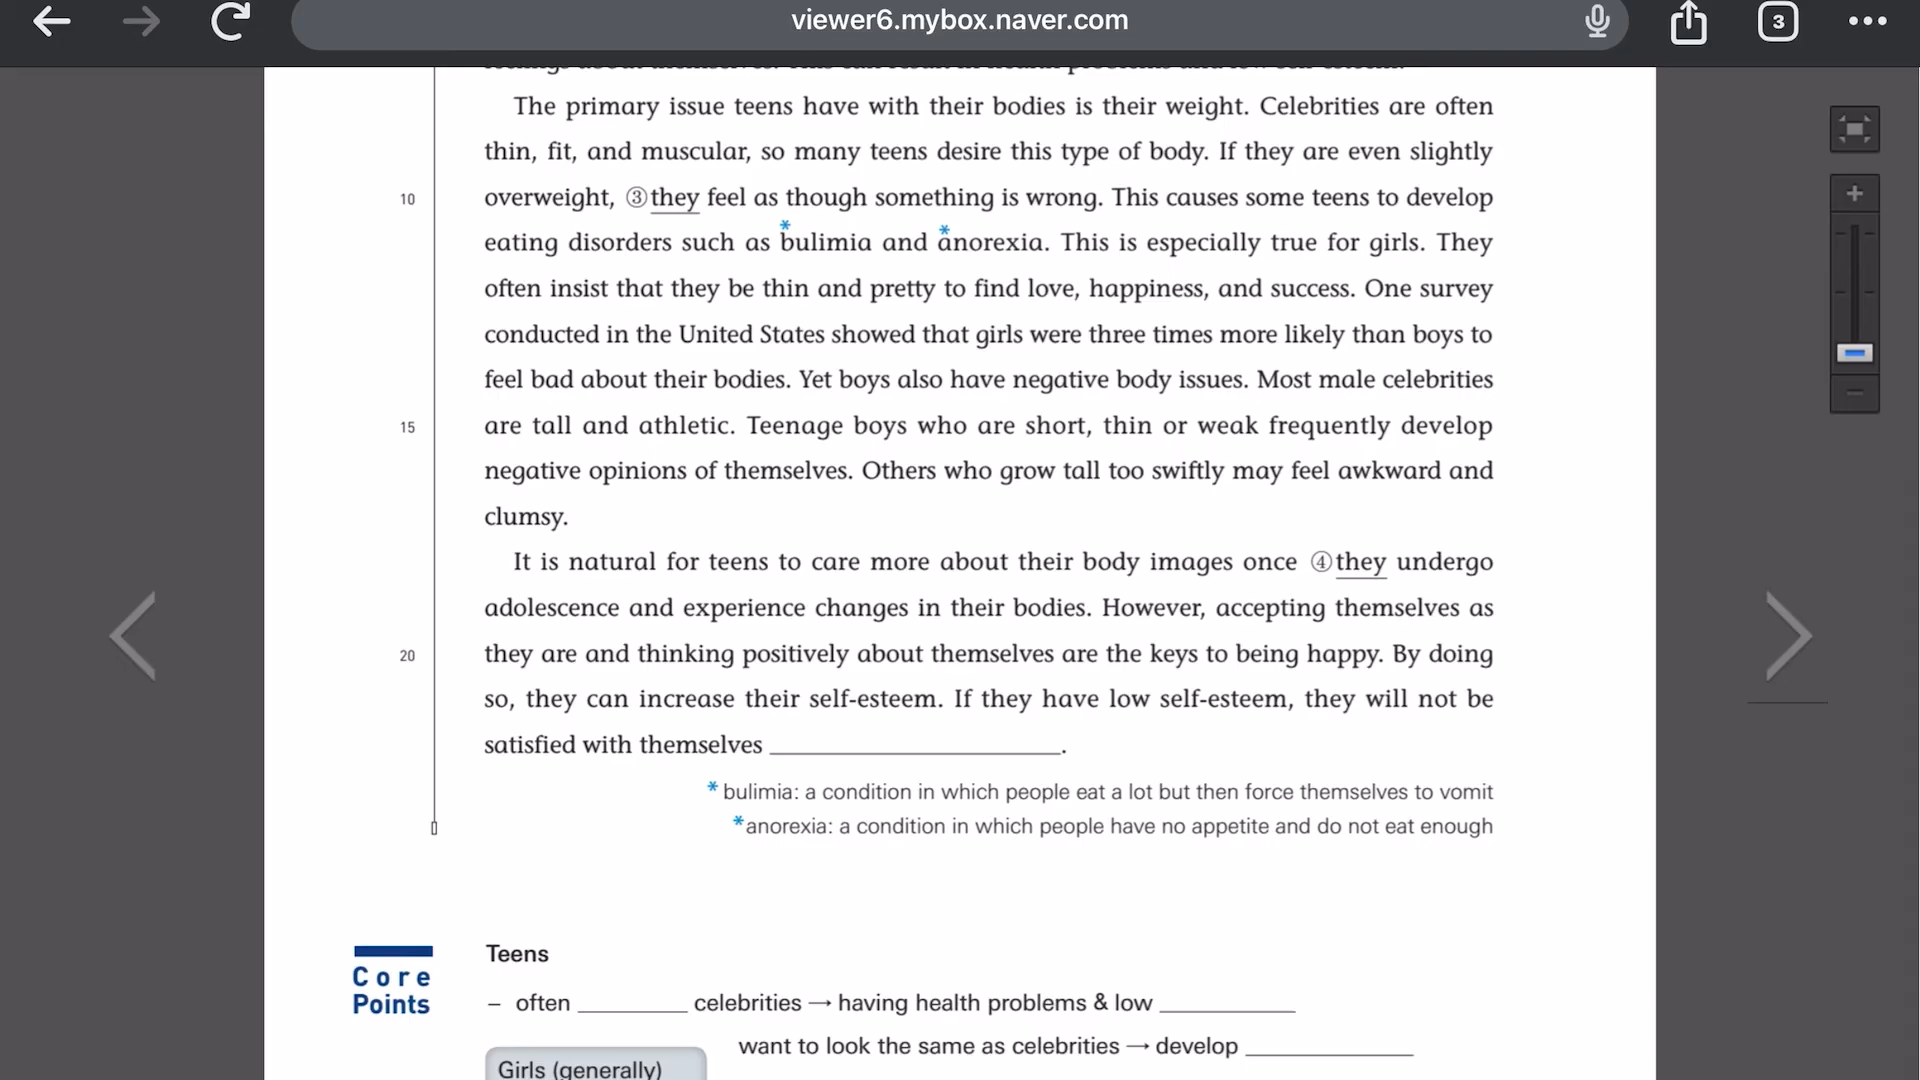 viewer6.mybox.naver.com
3
The primary issue teens have with their bodies is their weight. Celebrities are often
thin, fit, and muscular, so many teens desire this type of body. If they are even slightly
10 overweight, ③they feel as though something is wrong. This causes some teens to develop
eating disorders such as *bulimia and *anorexia. This is especially true for girls. They
often insist that they be thin and pretty to find love, happiness, and success. One survey
conducted in the United States showed that girls were three times more likely than boys to
feel bad about their bodies. Yet boys also have negative body issues. Most male celebrities
15 are tall and athletic. Teenage boys who are short, thin or weak frequently develop
negative opinions of themselves. Others who grow tall too swiftly may feel awkward and
clumsy.
It is natural for teens to care more about their body images once ④they undergo
adolescence and experience changes in their bodies. However, accepting themselves as
20 they are and thinking positively about themselves are the keys to being happy. By doing
so, they can increase their self-esteem. If they have low self-esteem, they will not be
satisfied with themselves ____________________.
*bulimia: a condition in which people eat a lot but then force themselves to vomit
*anorexia: a condition in which people have no appetite and do not eat enough
Core
Points
Teens
– often ________ celebrities → having health problems & low __________
want to look the same as celebrities → develop ____________
Girls (generally)